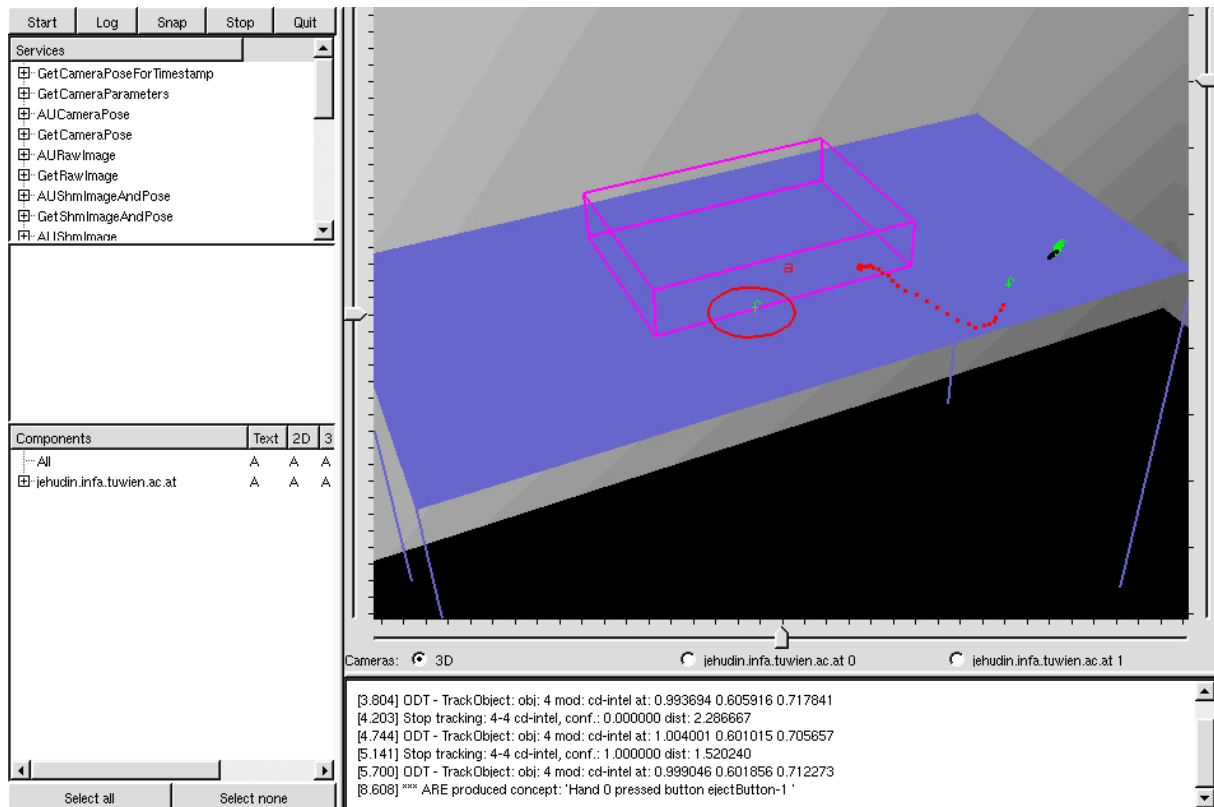 Start Log Snap Stop Quit
Services
GetCameraPoseForTimestamp
GetCameraParameters
AUCameraPose
GetCameraPose
AURawImage
GetRawImage
AUShmImageAndPose
GetShmImageAndPose
AUShmImage
Components Text 2D 3
All A A A
jehudin.infa.tuwien.ac.at A A A
Select all Select none
a
f
f
Cameras: 3D jehudin.infa.tuwien.ac.at 0 jehudin.infa.tuwien.ac.at 1
[3.804] ODT - TrackObject: obj: 4 mod: cd-intel at: 0.993694 0.605916 0.717841
[4.203] Stop tracking: 4-4 cd-intel, conf.: 0.000000 dist: 2.286667
[4.744] ODT - TrackObject: obj: 4 mod: cd-intel at: 1.004001 0.601015 0.705657
[5.141] Stop tracking: 4-4 cd-intel, conf.: 1.000000 dist: 1.520240
[5.700] ODT - TrackObject: obj: 4 mod: cd-intel at: 0.999046 0.601856 0.712273
[8.608] *** ARE produced concept: 'Hand 0 pressed button ejectButton-1 '